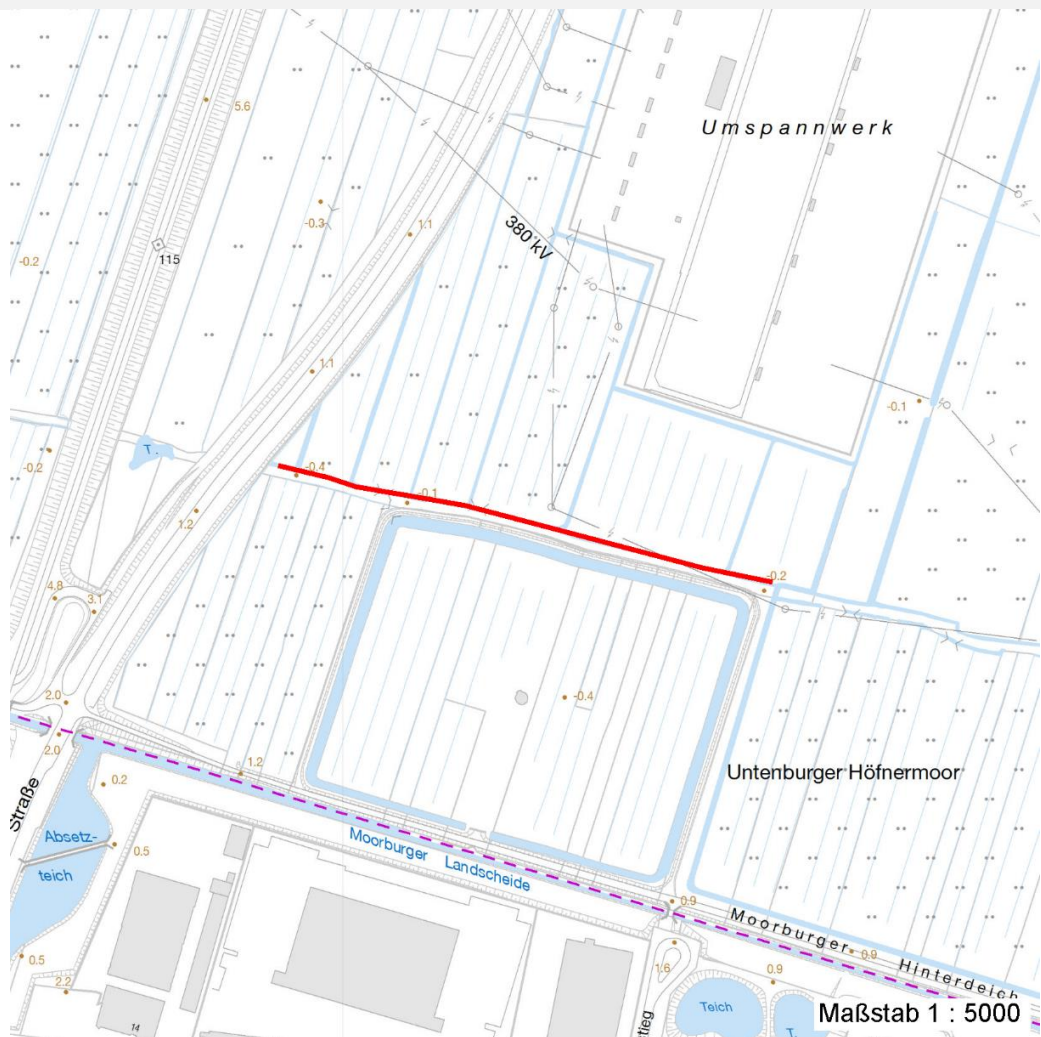 5.6
Umspannwerk
-0.3
1.1
380 kV
-0.2
115
1.1
-0.1
T.
-0.4
-0.2
-0.1
1.2
-0.2
4.8
3.1
-0.4
2.0
2.0
1.2
Untenburger Höfnermoor
0.2
Straße
Absetz-
teich
0.5
Moorburger Landscheide
0.9
Moorburger Hinterdeich
0.9
0.5
1.6
0.9
2.2
Teich
14
T.
tieg
Maßstab 1 : 5000